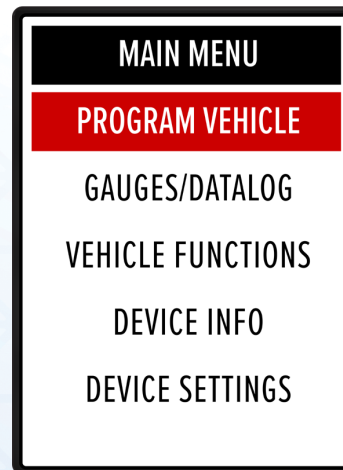 MAIN MENU
PROGRAM VEHICLE
GAUGES/DATALOG
VEHICLE FUNCTIONS
DEVICE INFO
DEVICE SETTINGS